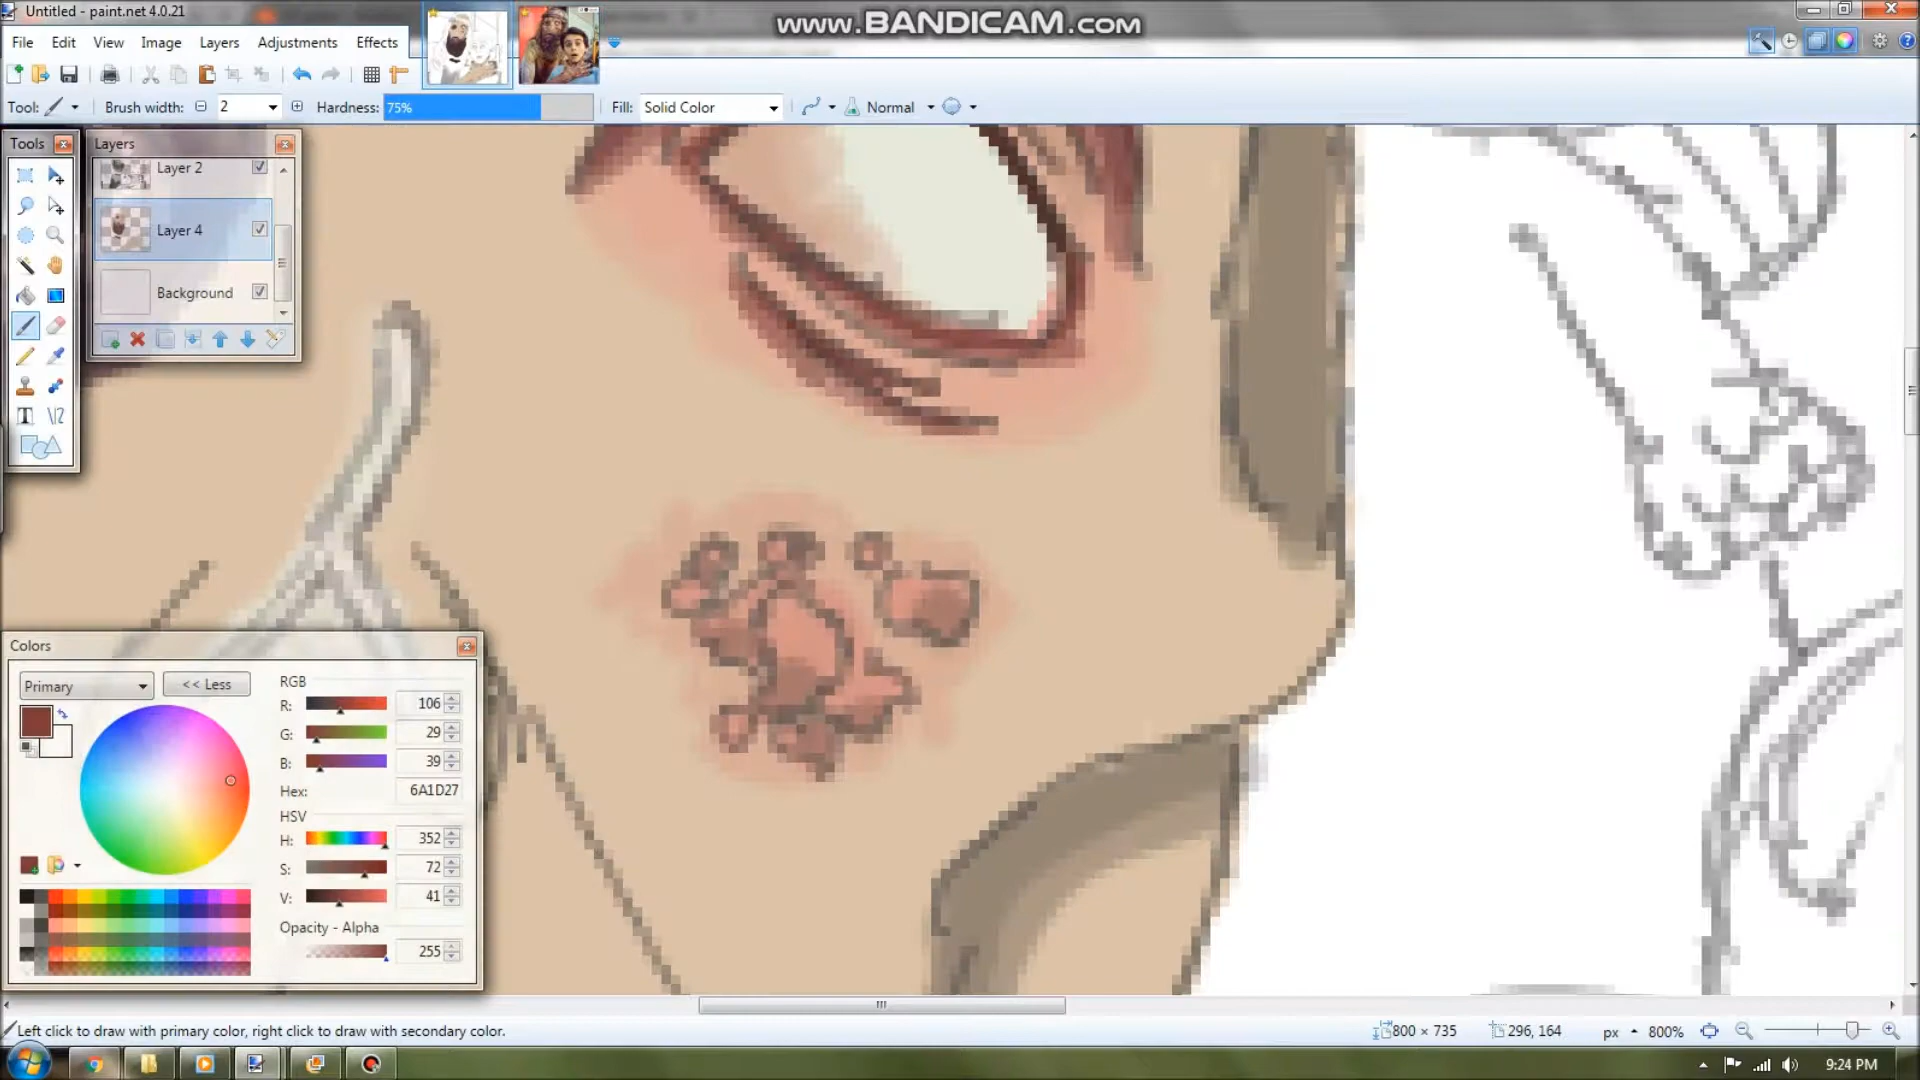 Untitled - paint.net 4.0.21
www.BANDICAM.com
File Edit View Image Layers Adjustments Effects
Tool: Brush width: 2 Hardness: 75% Fill: Solid Color Normal
Tools
Layers
Layer 2
Layer 4
Background
Colors
Primary
<< Less
RGB
R: 106
G: 29
B: 39
Hex: 6A1D27
HSV
H: 352
S: 72
V: 41
Opacity - Alpha
255
Left click to draw with primary color, right click to draw with secondary color.
800 × 735
296, 164
px
800%
9:24 PM